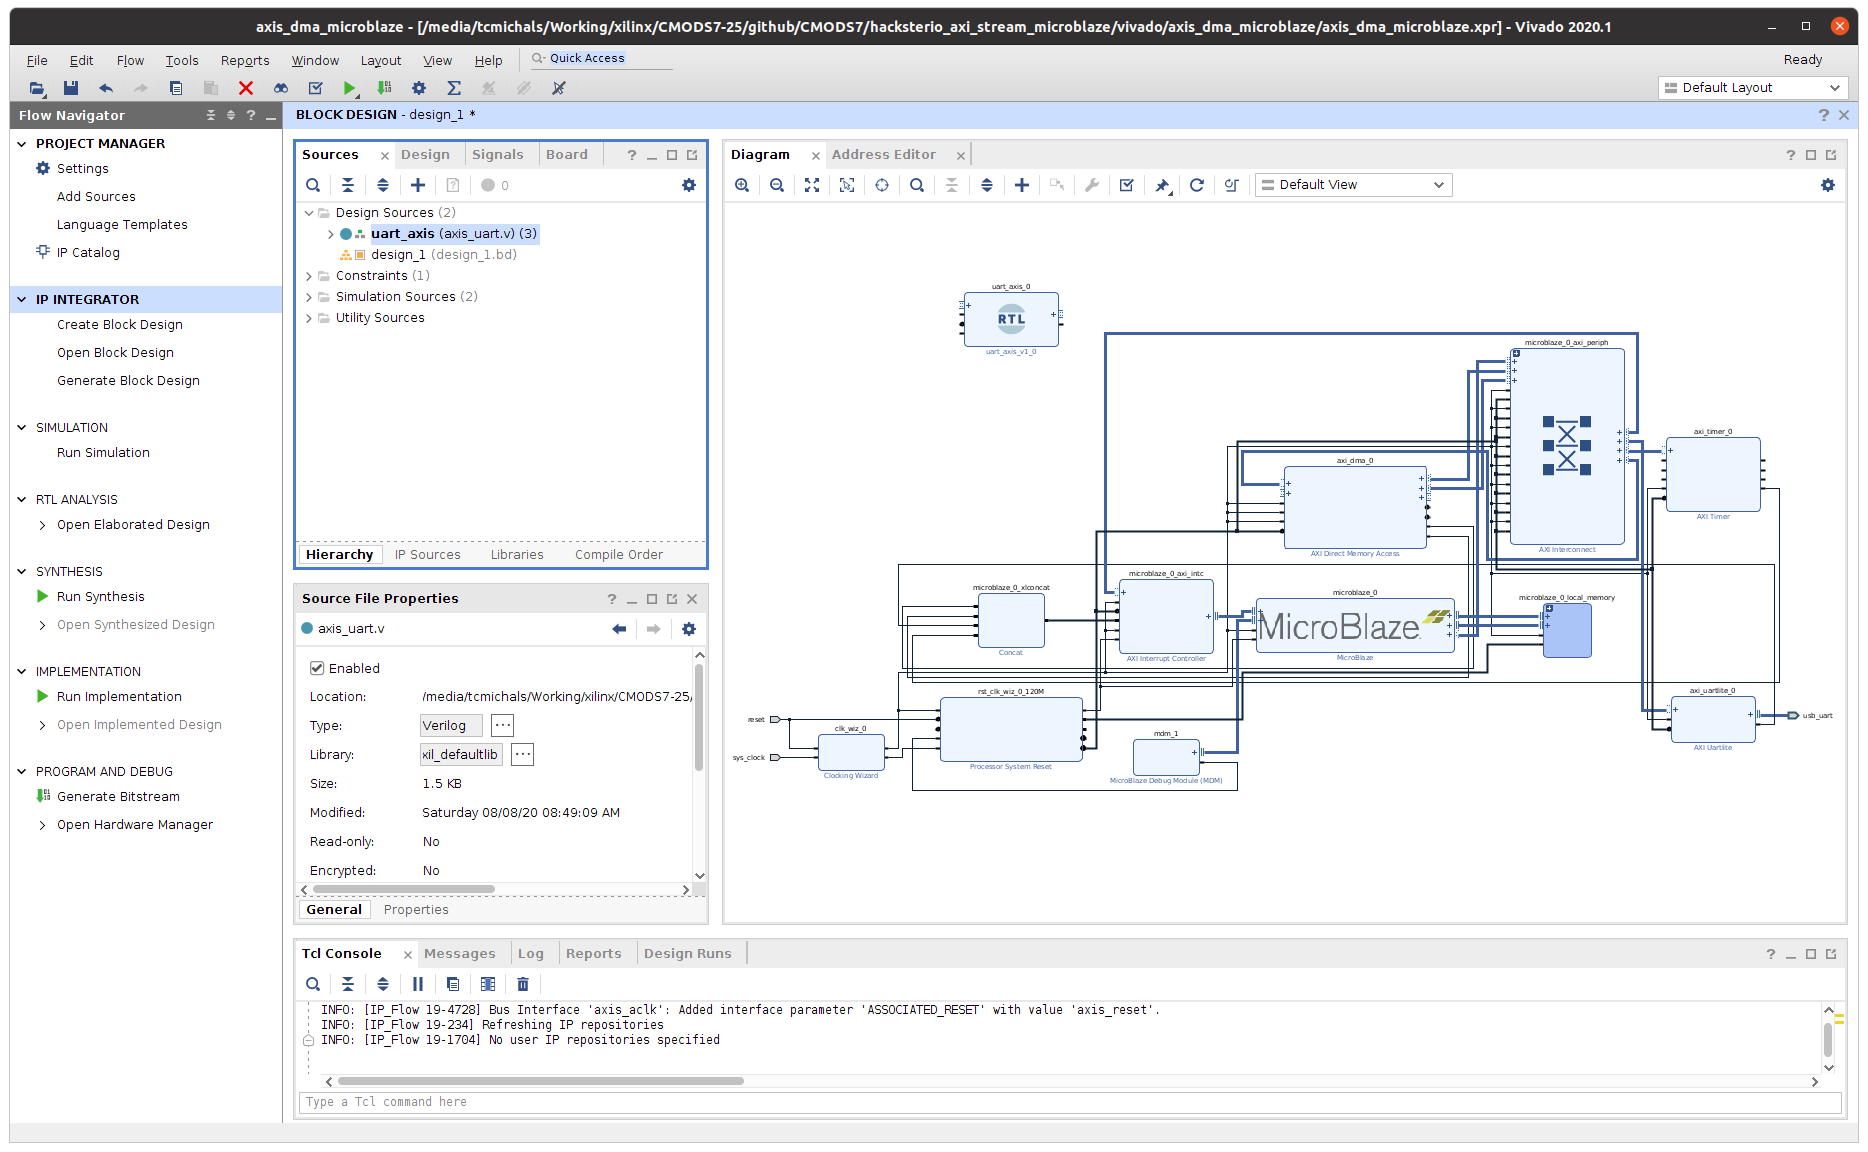 axis_dma_microblaze - [/media/tcmichals/Working/xilinx/CMODS7-25/github/CMODS7/hacksterio_axi_stream_microblaze/vivado/axis_dma_microblaze/axis_dma_microblaze.xpr] - Vivado 2020.1
File Edit Flow Tools Reports Window Layout View Help Quick Access Ready
Default Layout
Flow Navigator
PROJECT MANAGER
Settings
Add Sources
Language Templates
IP Catalog
IP INTEGRATOR
Create Block Design
Open Block Design
Generate Block Design
SIMULATION
Run Simulation
RTL ANALYSIS
Open Elaborated Design
SYNTHESIS
Run Synthesis
Open Synthesized Design
IMPLEMENTATION
Run Implementation
Open Implemented Design
PROGRAM AND DEBUG
Generate Bitstream
Open Hardware Manager
BLOCK DESIGN - design_1 *
Sources Design Signals Board
0
Design Sources (2)
uart_axis (axis_uart.v) (3)
design_1 (design_1.bd)
Constraints (1)
Simulation Sources (2)
Utility Sources
Hierarchy IP Sources Libraries Compile Order
Source File Properties
axis_uart.v
Enabled
Location: /media/tcmichals/Working/xilinx/CMODS7-25/
Type: Verilog
Library: xil_defaultlib
Size: 1.5 KB
Modified: Saturday 08/08/20 08:49:09 AM
Read-only: No
Encrypted: No
General Properties
Diagram Address Editor
Default View
uart_axis_0
RTL
uart_axis_v1_0
microblaze_0_axi_periph
AXI Interconnect
axi_timer_0
AXI Timer
axi_dma_0
AXI Direct Memory Access
microblaze_0_axi_intc
AXI Interrupt Controller
microblaze_0_xlconcat
Concat
microblaze_0
MicroBlaze
MicroBlaze
microblaze_0_local_memory
rst_clk_wiz_0_120M
Processor System Reset
reset
sys_clock
clk_wiz_0
Clocking Wizard
mdm_1
MicroBlaze Debug Module (MDM)
axi_uartlite_0
AXI Uartlite
usb_uart
Tcl Console Messages Log Reports Design Runs
INFO: [IP_Flow 19-4728] Bus Interface 'axis_aclk': Added interface parameter 'ASSOCIATED_RESET' with value 'axis_reset'.
INFO: [IP_Flow 19-234] Refreshing IP repositories
INFO: [IP_Flow 19-1704] No user IP repositories specified
Type a Tcl command here